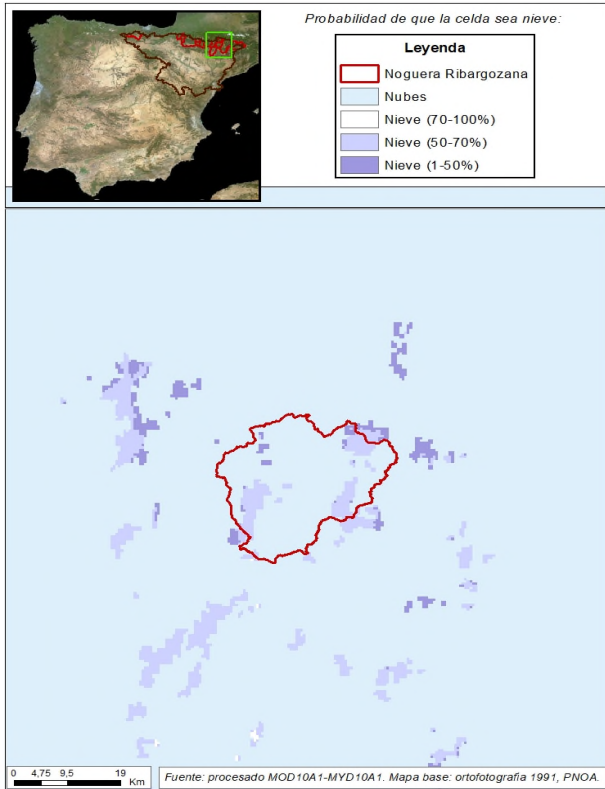 Probabilidad de que la celda sea nieve:
Leyenda
Noguera Ribargozana
Nubes
Nieve (70-100%)
Nieve (50-70%)
Nieve (1-50%)
0 4,75 9,5 19
Km
Fuente: procesado MOD10A1-MYD10A1. Mapa base: ortofotografia 1991, PNOA.